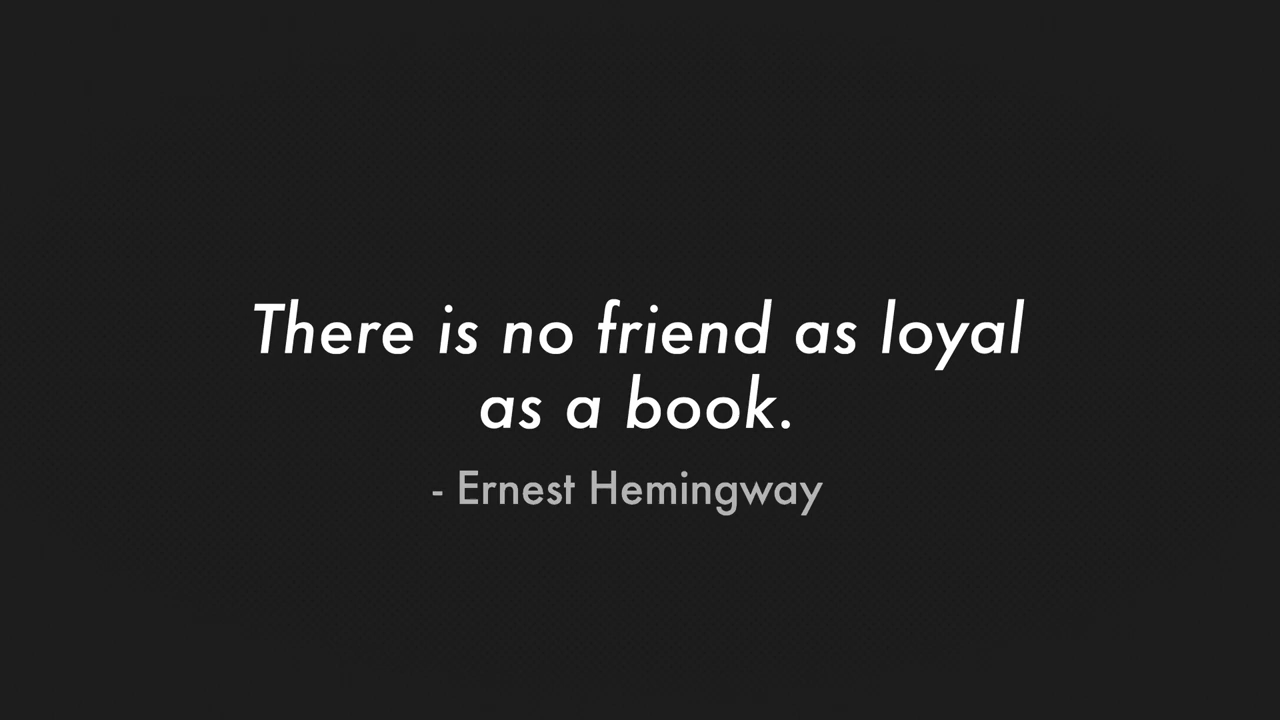 There is no friend as loyal
as a book.
- Ernest Hemingway